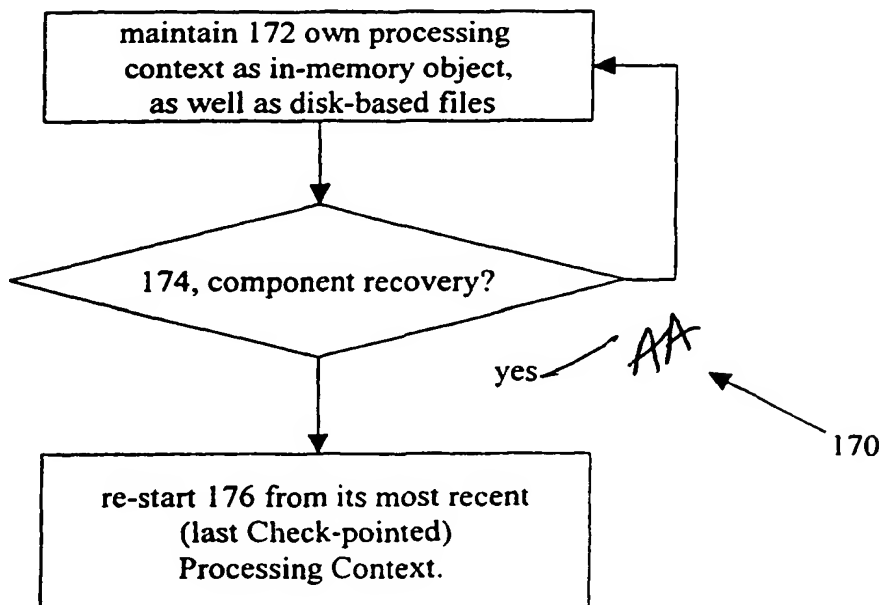 maintain 172 own processing
context as in-memory object,
as well as disk-based files
174, component recovery?
yes
AA
170
re-start 176 from its most recent
(last Check-pointed)
Processing Context.